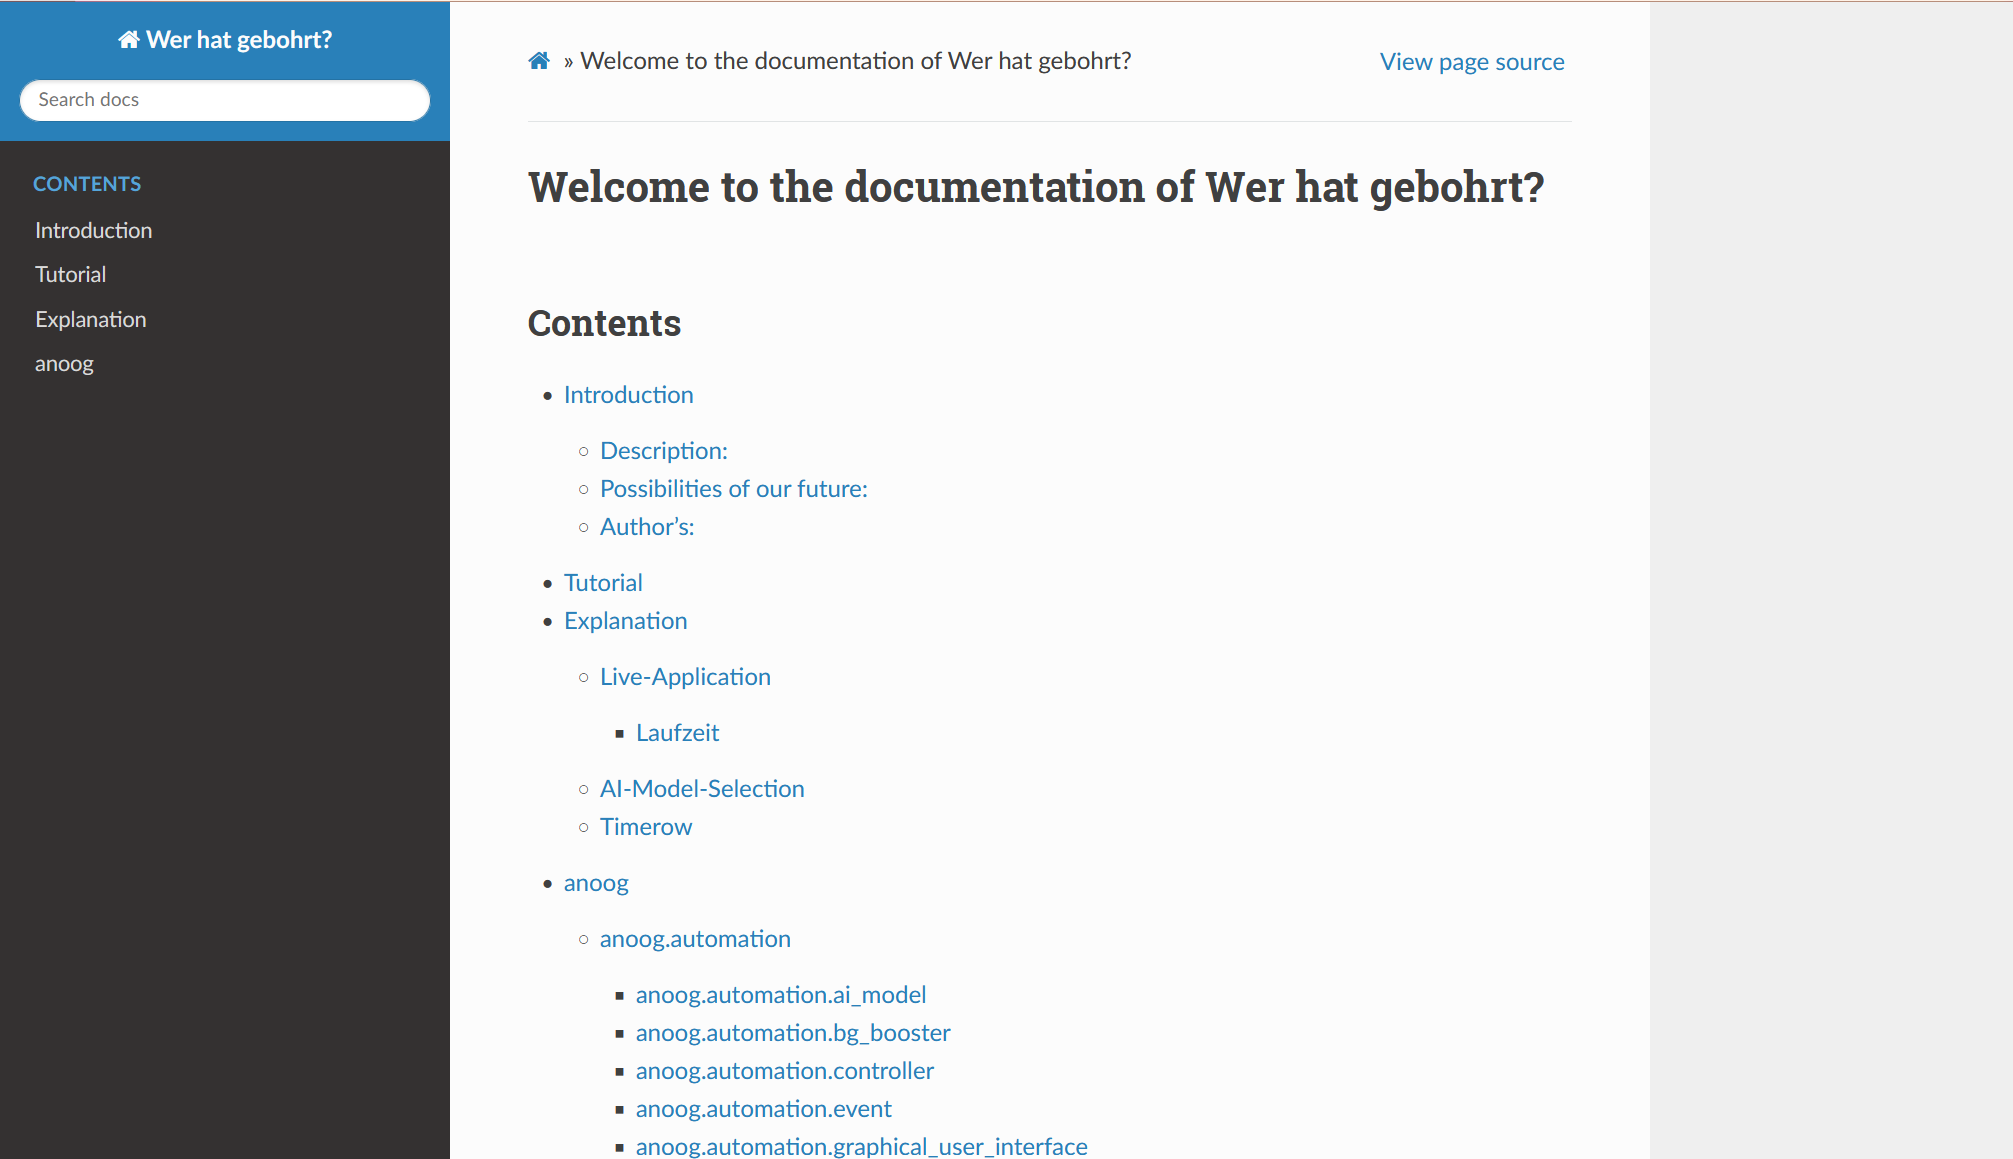 Wer hat gebohrt?
Search docs
CONTENTS
Introduction
Tutorial
Explanation
anoog
» Welcome to the documentation of Wer hat gebohrt?
View page source
Welcome to the documentation of Wer hat gebohrt?
Contents
Introduction
Description:
Possibilities of our future:
Author’s:
Tutorial
Explanation
Live-Application
Laufzeit
AI-Model-Selection
Timerow
anoog
anoog.automation
anoog.automation.ai_model
anoog.automation.bg_booster
anoog.automation.controller
anoog.automation.event
anoog.automation.graphical_user_interface